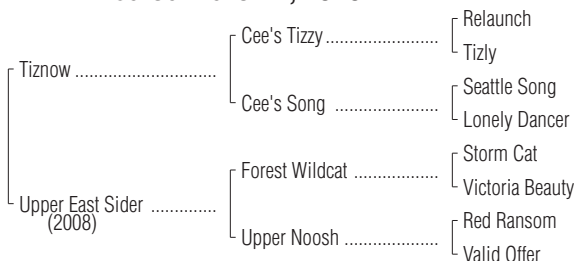 Relaunch
Cee's Tizzy ........................
Tizly
Tiznow ................................
Seattle Song
Cee's Song ........................
Lonely Dancer
Storm Cat
Forest Wildcat ....................
Victoria Beauty
Upper East Sider ...............
(2008)
Red Ransom
Upper Noosh ......................
Valid Offer